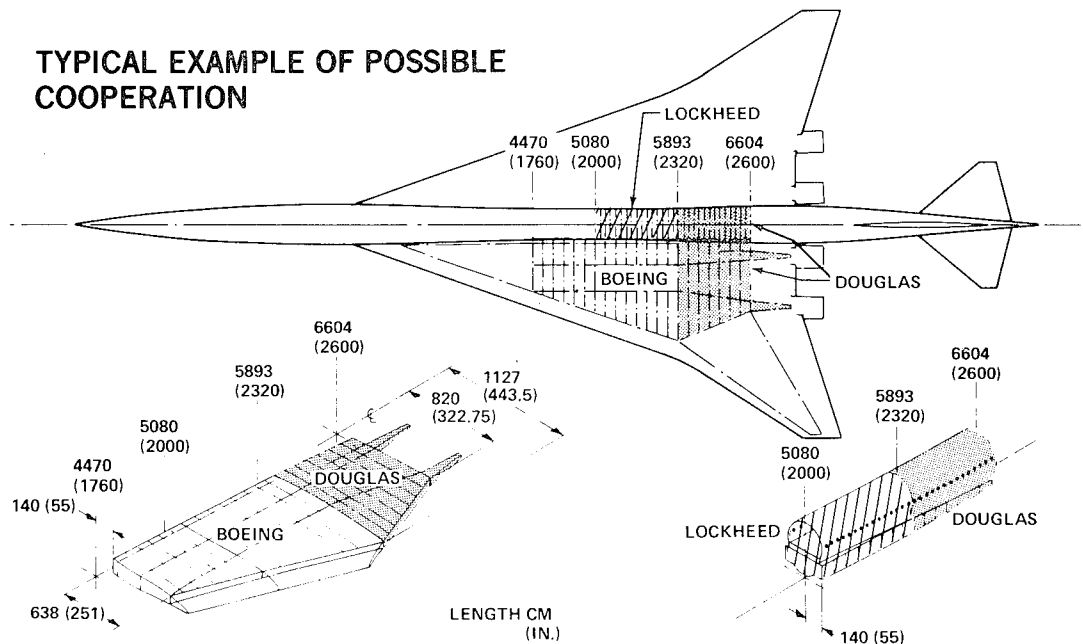 TYPICAL EXAMPLE OF POSSIBLE
COOPERATION
LOCKHEED
4470 5080 5893 6604
(1760) (2000) (2320) (2600)
BOEING
DOUGLAS
6604
(2600)
5893
(2320)
5080
(2000)
4470
(1760)
140 (55)
1127
(443.5)
820
(322.75)
℄
DOUGLAS
BOEING
638 (251)
6604
(2600)
5893
(2320)
5080
(2000)
LOCKHEED
DOUGLAS
140 (55)
LENGTH CM
(IN.)